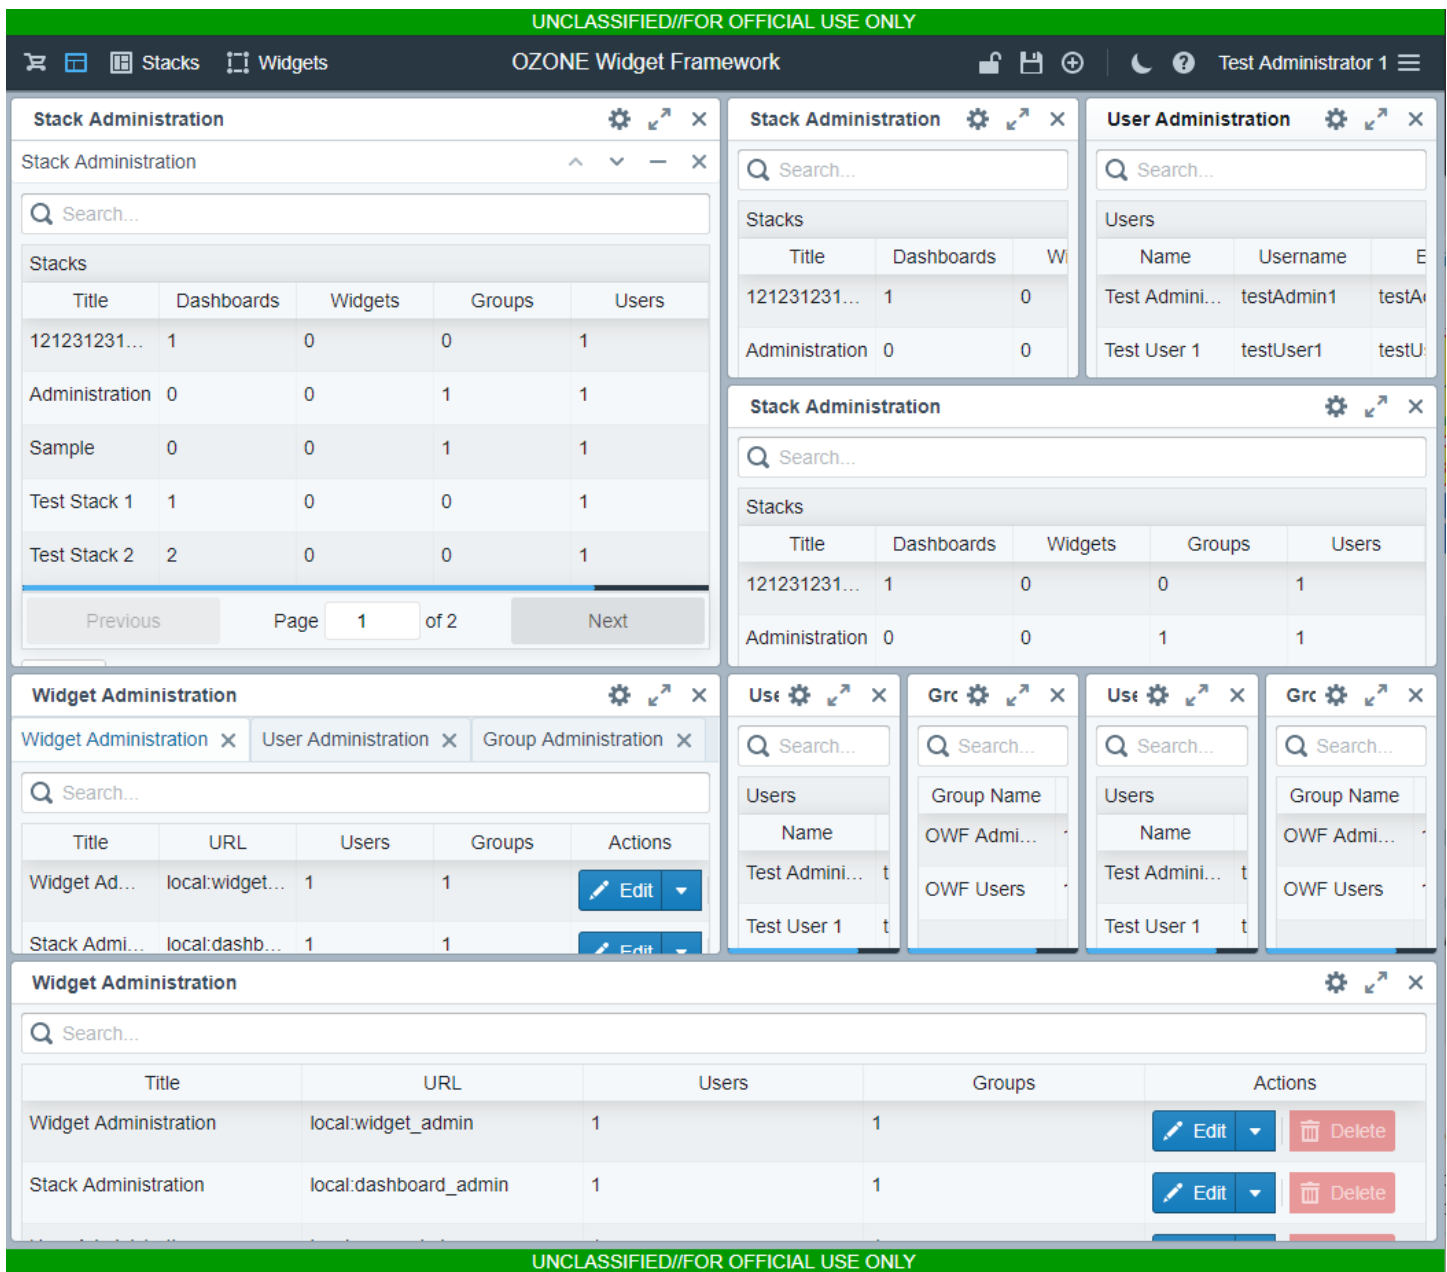 UNCLASSIFIED//FOR OFFICIAL USE ONLY
Stacks Widgets OZONE Widget Framework Test Administrator 1
Stack Administration
Stack Administration
Search...
Stacks
Title Dashboards Widgets Groups Users
121231231... 1 0 0 1
Administration 0 0 1 1
Sample 0 0 1 1
Test Stack 1 1 0 0 1
Test Stack 2 2 0 0 1
Previous Page 1 of 2 Next
Stack Administration
Search...
Stacks
Title Dashboards Wi
121231231... 1 0
Administration 0 0
User Administration
Search...
Users
Name Username E
Test Admini... testAdmin1 testA
Test User 1 testUser1 testU
Stack Administration
Search...
Stacks
Title Dashboards Widgets Groups Users
121231231... 1 0 0 1
Administration 0 0 1 1
Widget Administration
Widget Administration User Administration Group Administration
Search...
Title URL Users Groups Actions
Widget Ad... local:widget... 1 1 Edit
Stack Admi... local:dashb... 1 1 Edit
Use
Search...
Users
Name
Test Admini... t
Test User 1 t
Grc
Search...
Group Name
OWF Admi...
OWF Users
Use
Search...
Users
Name
Test Admini... t
Test User 1 t
Grc
Search...
Group Name
OWF Admi...
OWF Users
Widget Administration
Search...
Title URL Users Groups Actions
Widget Administration local:widget_admin 1 1 Edit Delete
Stack Administration local:dashboard_admin 1 1 Edit Delete
UNCLASSIFIED//FOR OFFICIAL USE ONLY